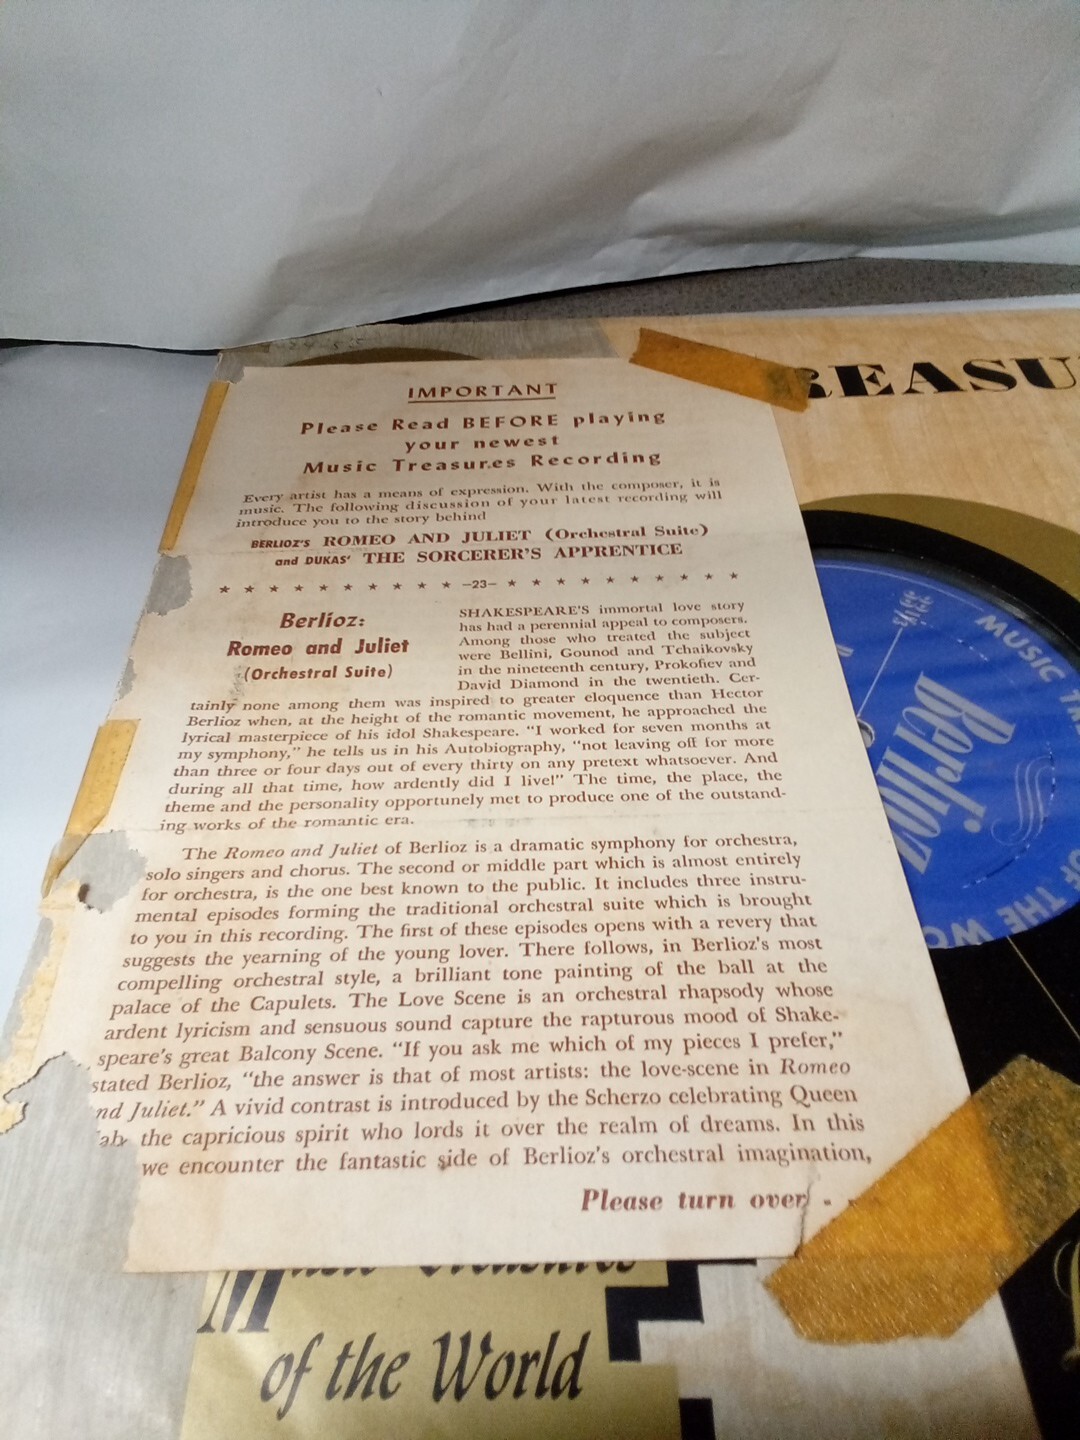 IMPORTANT
Please Read BEFORE playing
your newest
Music Treasures Recording
Every artist has a means of expression. With the composer, it is
music. The following discussion of your latest recording will
introduce you to the story behind
BERLIOZ'S ROMEO AND JULIET (Orchestral Suite)
and DUKAS' THE SORCERER'S APPRENTICE
* * * * * * * * * * * —23— * * * * * * * * * * *
Berlioz:
Romeo and Juliet
(Orchestral Suite)
SHAKESPEARE'S immortal love story
has had a perennial appeal to composers.
Among those who treated the subject
were Bellini, Gounod and Tchaikovsky
in the nineteenth century, Prokofiev and
David Diamond in the twentieth. Cer-
tainly none among them was inspired to greater eloquence than Hector
Berlioz when, at the height of the romantic movement, he approached the
lyrical masterpiece of his idol Shakespeare. "I worked for seven months at
my symphony," he tells us in his Autobiography, "not leaving off for more
than three or four days out of every thirty on any pretext whatsoever. And
during all that time, how ardently did I live!" The time, the place, the
theme and the personality opportunely met to produce one of the outstand-
ing works of the romantic era.
The Romeo and Juliet of Berlioz is a dramatic symphony for orchestra,
solo singers and chorus. The second or middle part which is almost entirely
for orchestra, is the one best known to the public. It includes three instru-
mental episodes forming the traditional orchestral suite which is brought
to you in this recording. The first of these episodes opens with a revery that
suggests the yearning of the young lover. There follows, in Berlioz's most
compelling orchestral style, a brilliant tone painting of the ball at the
palace of the Capulets. The Love Scene is an orchestral rhapsody whose
ardent lyricism and sensuous sound capture the rapturous mood of Shake-
speare's great Balcony Scene. "If you ask me which of my pieces I prefer,"
stated Berlioz, "the answer is that of most artists: the love-scene in Romeo
nd Juliet." A vivid contrast is introduced by the Scherzo celebrating Queen
ab, the capricious spirit who lords it over the realm of dreams. In this
we encounter the fantastic side of Berlioz's orchestral imagination,
Please turn over - -
REASU
33 1/3
MUSIC TR
Berlioz
OF THE WO
Music Treasures
of the World